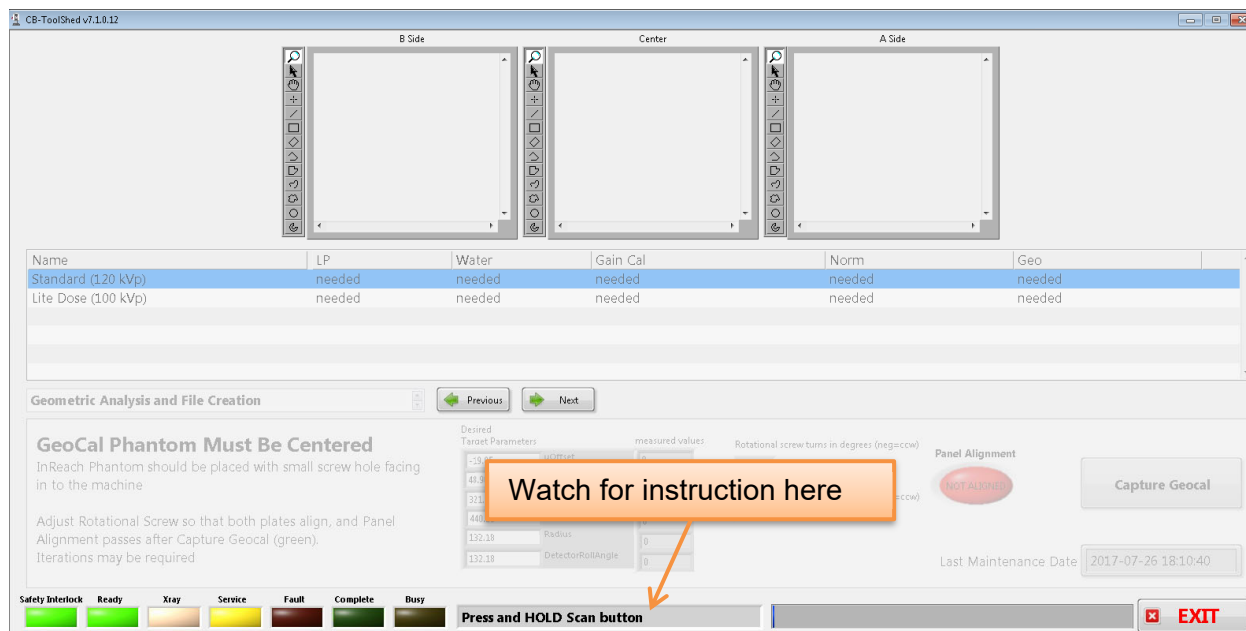 CB-ToolShed v7.1.0.12
B Side
Center
A Side
Name LP Water Gain Cal Norm Geo
Standard (120 kVp) needed needed needed needed needed
Lite Dose (100 kVp) needed needed needed needed needed
Geometric Analysis and File Creation
Previous
Next
GeoCal Phantom Must Be Centered
InReach Phantom should be placed with small screw hole facing
in to the machine
Adjust Rotational Screw so that both plates align, and Panel
Alignment passes after Capture Geocal (green).
Iterations may be required
Desired
Target Parameters
measured values
Rotational screw turns in degrees (neg=ccw)
Watch for instruction here
132.18 Radius 0
132.18 DetectorRollAngle 0
Panel Alignment
NOT ALIGNED
Capture Geocal
Last Maintenance Date 2017-07-26 18:10:40
Safety Interlock Ready Xray Service Fault Complete Busy
Press and HOLD Scan button
EXIT